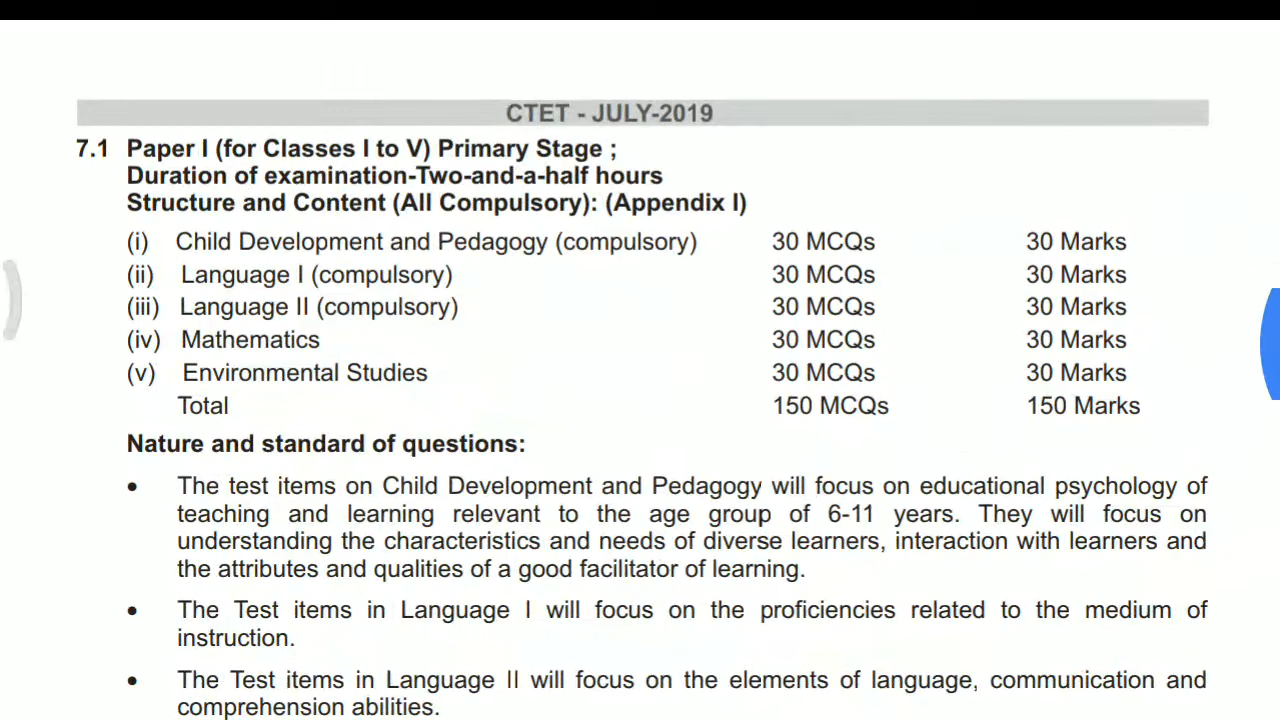 CTET - JULY-2019
7.1 Paper I (for Classes I to V) Primary Stage ;
Duration of examination-Two-and-a-half hours
Structure and Content (All Compulsory): (Appendix I)
(i) Child Development and Pedagogy (compulsory) 30 MCQs 30 Marks
(ii) Language I (compulsory) 30 MCQs 30 Marks
(iii) Language II (compulsory) 30 MCQs 30 Marks
(iv) Mathematics 30 MCQs 30 Marks
(v) Environmental Studies 30 MCQs 30 Marks
Total 150 MCQs 150 Marks
Nature and standard of questions:
• The test items on Child Development and Pedagogy will focus on educational psychology of
teaching and learning relevant to the age group of 6-11 years. They will focus on
understanding the characteristics and needs of diverse learners, interaction with learners and
the attributes and qualities of a good facilitator of learning.
• The Test items in Language I will focus on the proficiencies related to the medium of
instruction.
• The Test items in Language II will focus on the elements of language, communication and
comprehension abilities.